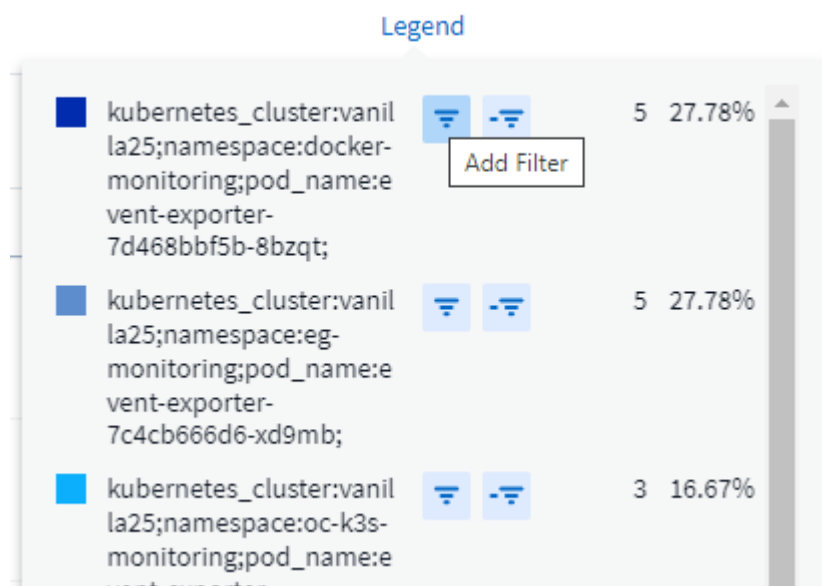 Legend
kubernetes_cluster:vanil 5 27.78%
la25;namespace:docker-
Add Filter
monitoring;pod_name:e
vent-exporter-
7d468bbf5b-8bzqt;
kubernetes_cluster:vanil 5 27.78%
la25;namespace:eg-
monitoring;pod_name:e
vent-exporter-
7c4cb666d6-xd9mb;
kubernetes_cluster:vanil 3 16.67%
la25;namespace:oc-k3s-
monitoring;pod_name:e